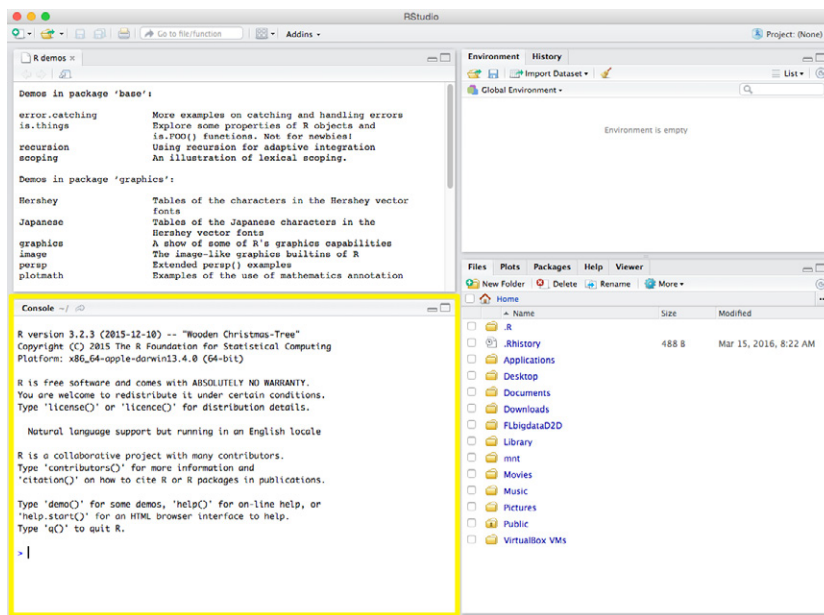 RStudio
Go to file/function
Addins
Project: (None)
R demos
Demos in package 'base':
error.catching More examples on catching and handling errors
is.things Explore some properties of R objects and
is.FOO() functions. Not for newbies!
recursion Using recursion for adaptive integration
scoping An illustration of lexical scoping.
Demos in package 'graphics':
Hershey Tables of the characters in the Hershey vector
fonts
Japanese Tables of the Japanese characters in the
Hershey vector fonts
graphics A show of some of R's graphics capabilities
image The image-like graphics builtins of R
persp Extended persp() examples
plotmath Examples of the use of mathematics annotation
Console ~/
R version 3.2.3 (2015-12-10) -- "Wooden Christmas-Tree"
Copyright (C) 2015 The R Foundation for Statistical Computing
Platform: x86_64-apple-darwin13.4.0 (64-bit)
R is free software and comes with ABSOLUTELY NO WARRANTY.
You are welcome to redistribute it under certain conditions.
Type 'license()' or 'licence()' for distribution details.
Natural language support but running in an English locale
R is a collaborative project with many contributors.
Type 'contributors()' for more information and
'citation()' on how to cite R or R packages in publications.
Type 'demo()' for some demos, 'help()' for on-line help, or
'help.start()' for an HTML browser interface to help.
Type 'q()' to quit R.
>
Environment History
Import Dataset List
Global Environment
Environment is empty
Files Plots Packages Help Viewer
New Folder Delete Rename More
Home
Name Size Modified
.R
.Rhistory 488 B Mar 15, 2016, 8:22 AM
Applications
Desktop
Documents
Downloads
FLbigdataD2D
Library
mnt
Movies
Music
Pictures
Public
VirtualBox VMs